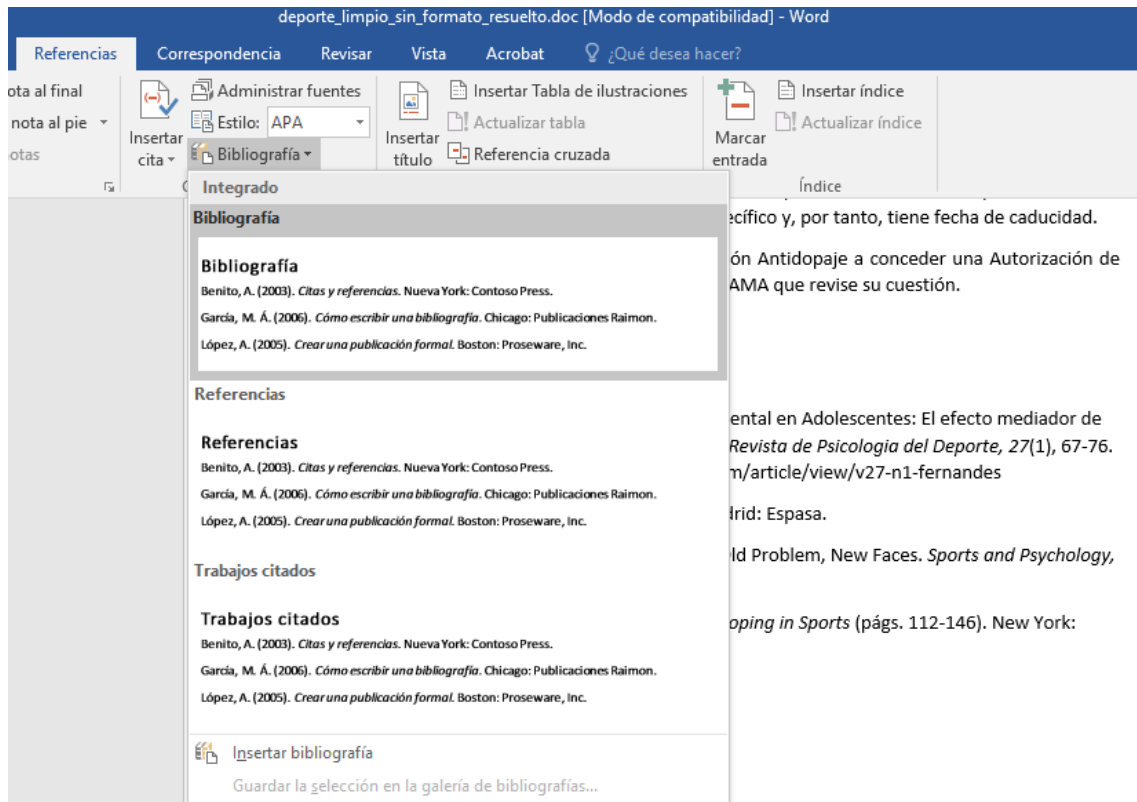 deporte_limpio_sin_formato_resuelto.doc [Modo de compatibilidad] - Word
Referencias Correspondencia Revisar Vista Acrobat ¿Qué desea hacer?
ota al final
nota al pie
otas
Insertar
cita
Administrar fuentes
Estilo: APA
Bibliografía
Insertar
título
Insertar Tabla de ilustraciones
Actualizar tabla
Referencia cruzada
Marcar
entrada
Insertar índice
Actualizar índice
Índice
Integrado
Bibliografía
Bibliografía
Benito, A. (2003). Citas y referencias. Nueva York: Contoso Press.
García, M. Á. (2006). Cómo escribir una bibliografía. Chicago: Publicaciones Raimon.
López, A. (2005). Crear una publicación formal. Boston: Proseware, Inc.
Referencias
Referencias
Benito, A. (2003). Citas y referencias. Nueva York: Contoso Press.
García, M. Á. (2006). Cómo escribir una bibliografía. Chicago: Publicaciones Raimon.
López, A. (2005). Crear una publicación formal. Boston: Proseware, Inc.
Trabajos citados
Trabajos citados
Benito, A. (2003). Citas y referencias. Nueva York: Contoso Press.
García, M. Á. (2006). Cómo escribir una bibliografía. Chicago: Publicaciones Raimon.
López, A. (2005). Crear una publicación formal. Boston: Proseware, Inc.
Insertar bibliografía
Guardar la selección en la galería de bibliografías...
ecífico y, por tanto, tiene fecha de caducidad.
ón Antidopaje a conceder una Autorización de
AMA que revise su cuestión.
ental en Adolescentes: El efecto mediador de
Revista de Psicologia del Deporte, 27(1), 67-76.
m/article/view/v27-n1-fernandes
drid: Espasa.
ld Problem, New Faces. Sports and Psychology,
oping in Sports (págs. 112-146). New York: